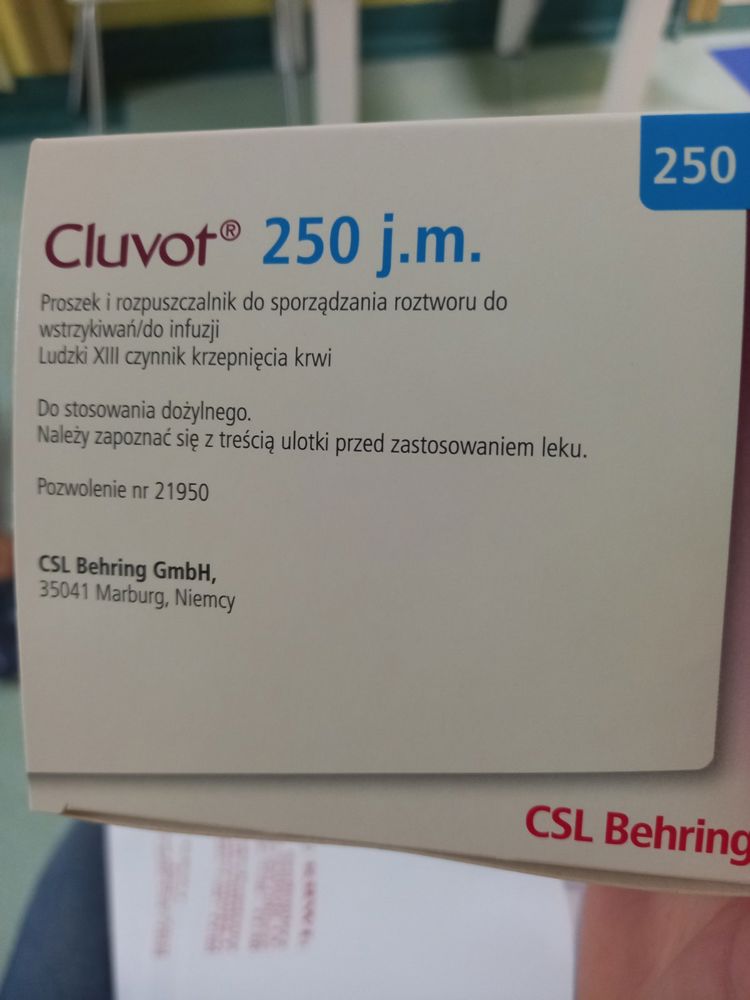 250
Cluvot® 250 j.m.
Proszek i rozpuszczalnik do sporządzania roztworu do
wstrzykiwań/do infuzji
Ludzki XIII czynnik krzepnięcia krwi
Do stosowania dożylnego.
Należy zapoznać się z treścią ulotki przed zastosowaniem leku.
Pozwolenie nr 21950
CSL Behring GmbH,
35041 Marburg, Niemcy
CSL Behring